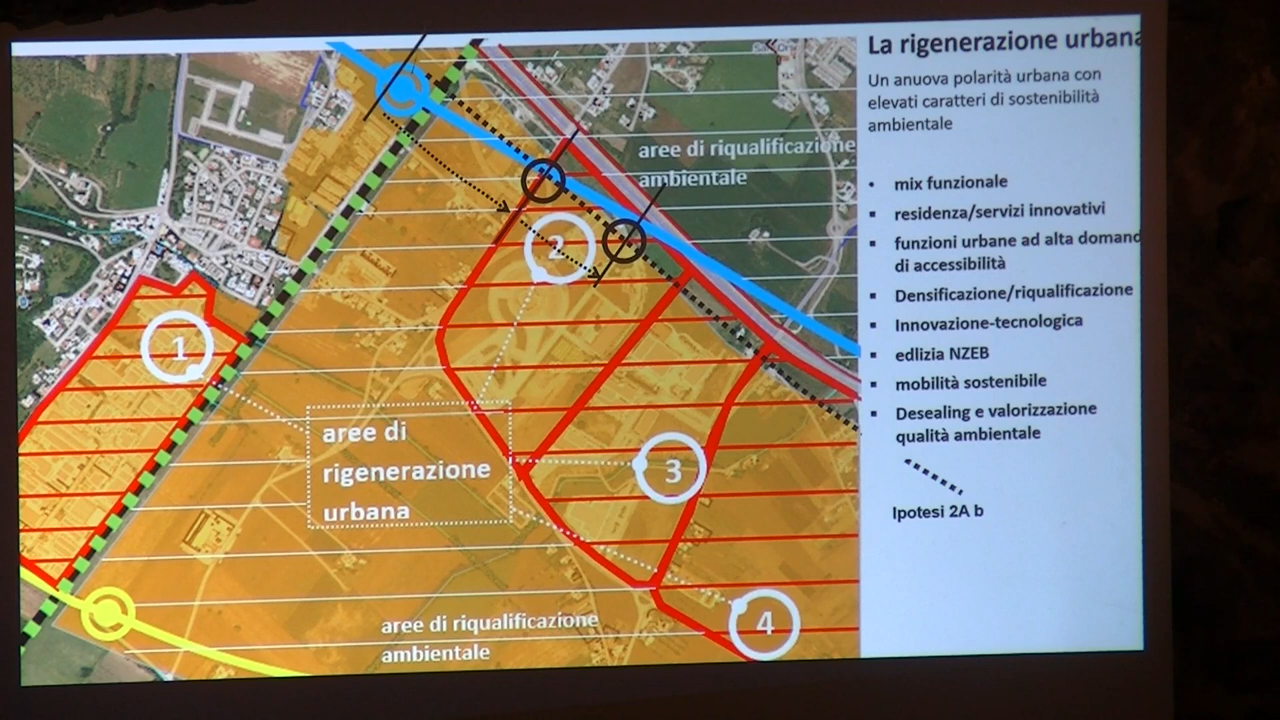 La rigenerazione urbana
Un anuova polarità urbana con
elevati caratteri di sostenibilità
ambientale
mix funzionale
residenza/servizi innovativi
funzioni urbane ad alta domand
di accessibilità
Densificazione/riqualificazione
Innovazione-tecnologica
edlizia NZEB
mobilità sostenibile
Desealing e valorizzazione
qualità ambientale
Ipotesi 2A b
aree di riqualificazione
ambientale
2
1
aree di
rigenerazione
urbana
3
4
aree di riqualificazione
ambientale